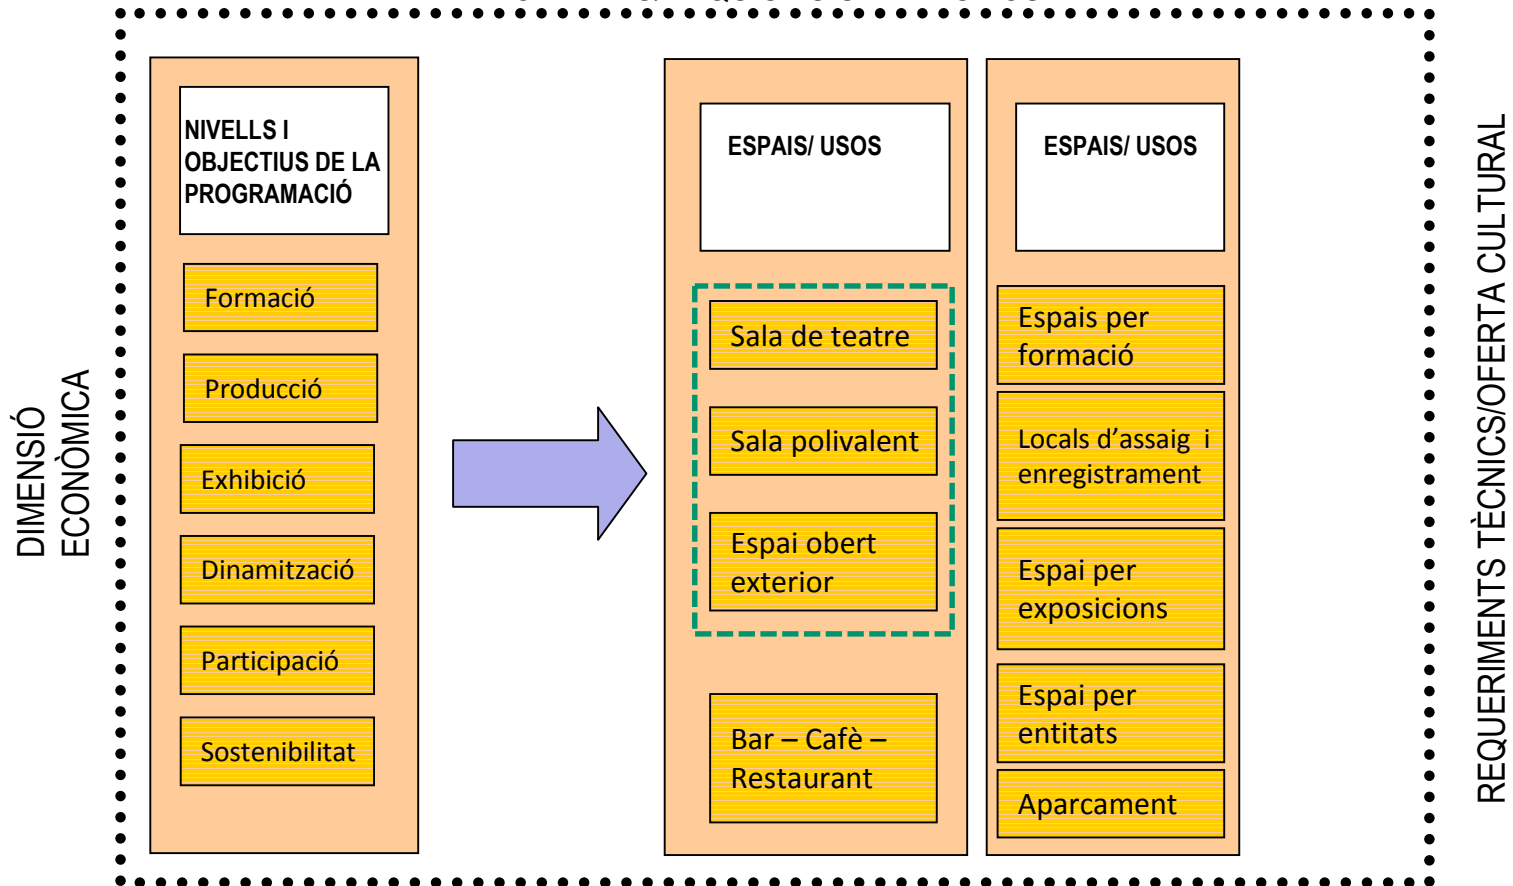 DIMENSIÓ
ECONÒMICA
NIVELLS I
OBJECTIUS DE LA
PROGRAMACIÓ
Formació
Producció
Exhibició
Dinamització
Participació
Sostenibilitat
ESPAIS/ USOS
Sala de teatre
Sala polivalent
Espai obert
exterior
Bar – Cafè –
Restaurant
ESPAIS/ USOS
Espais per
formació
Locals d’assaig i
enregistrament
Espai per
exposicions
Espai per
entitats
Aparcament
REQUERIMENTS TÈCNICS/OFERTA CULTURAL